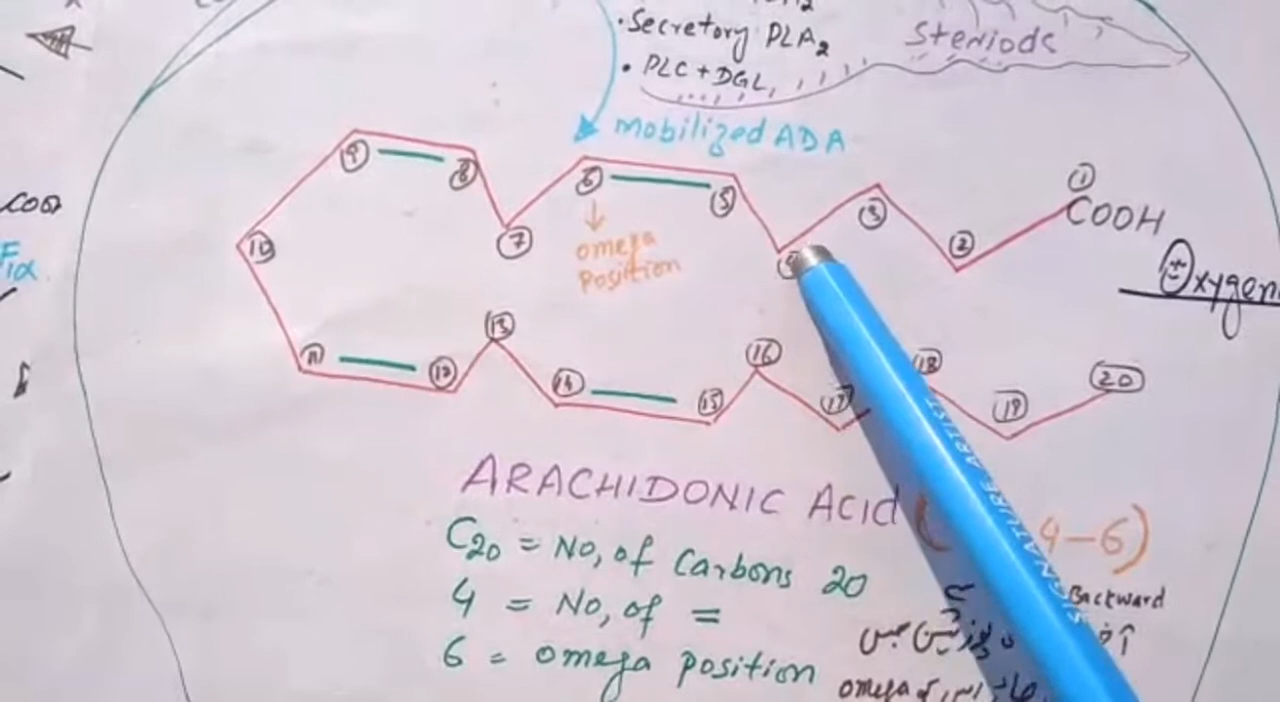 • Secretory PLA₂
• PLC + DGL
Steriods
mobilized ADA
COOH
Oxygen
omega
Position
9 8 6 5 3 1
10 7 2
13 16 18 20
11 12 14 15 17 19
ARACHIDONIC Acid ( 4-6)
C20 = No, of Carbons 20
4 = No, of =
6 = omega position
Backward
omega
F1α